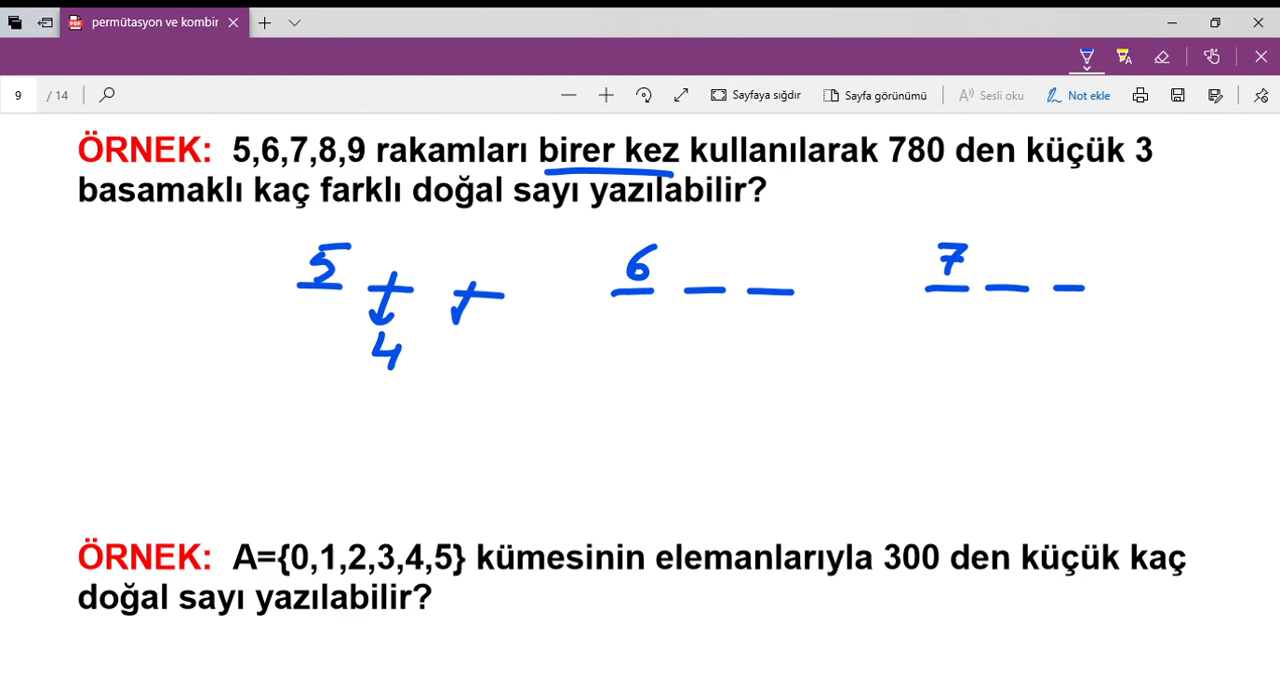 permütasyon ve kombir
9 / 14 Sayfaya sığdır Sayfa görünümü Sesli oku Not ekle
ÖRNEK: 5,6,7,8,9 rakamları birer kez kullanılarak 780 den küçük 3
basamaklı kaç farklı doğal sayı yazılabilir?
5 6 7
4
ÖRNEK: A={0,1,2,3,4,5} kümesinin elemanlarıyla 300 den küçük kaç
doğal sayı yazılabilir?